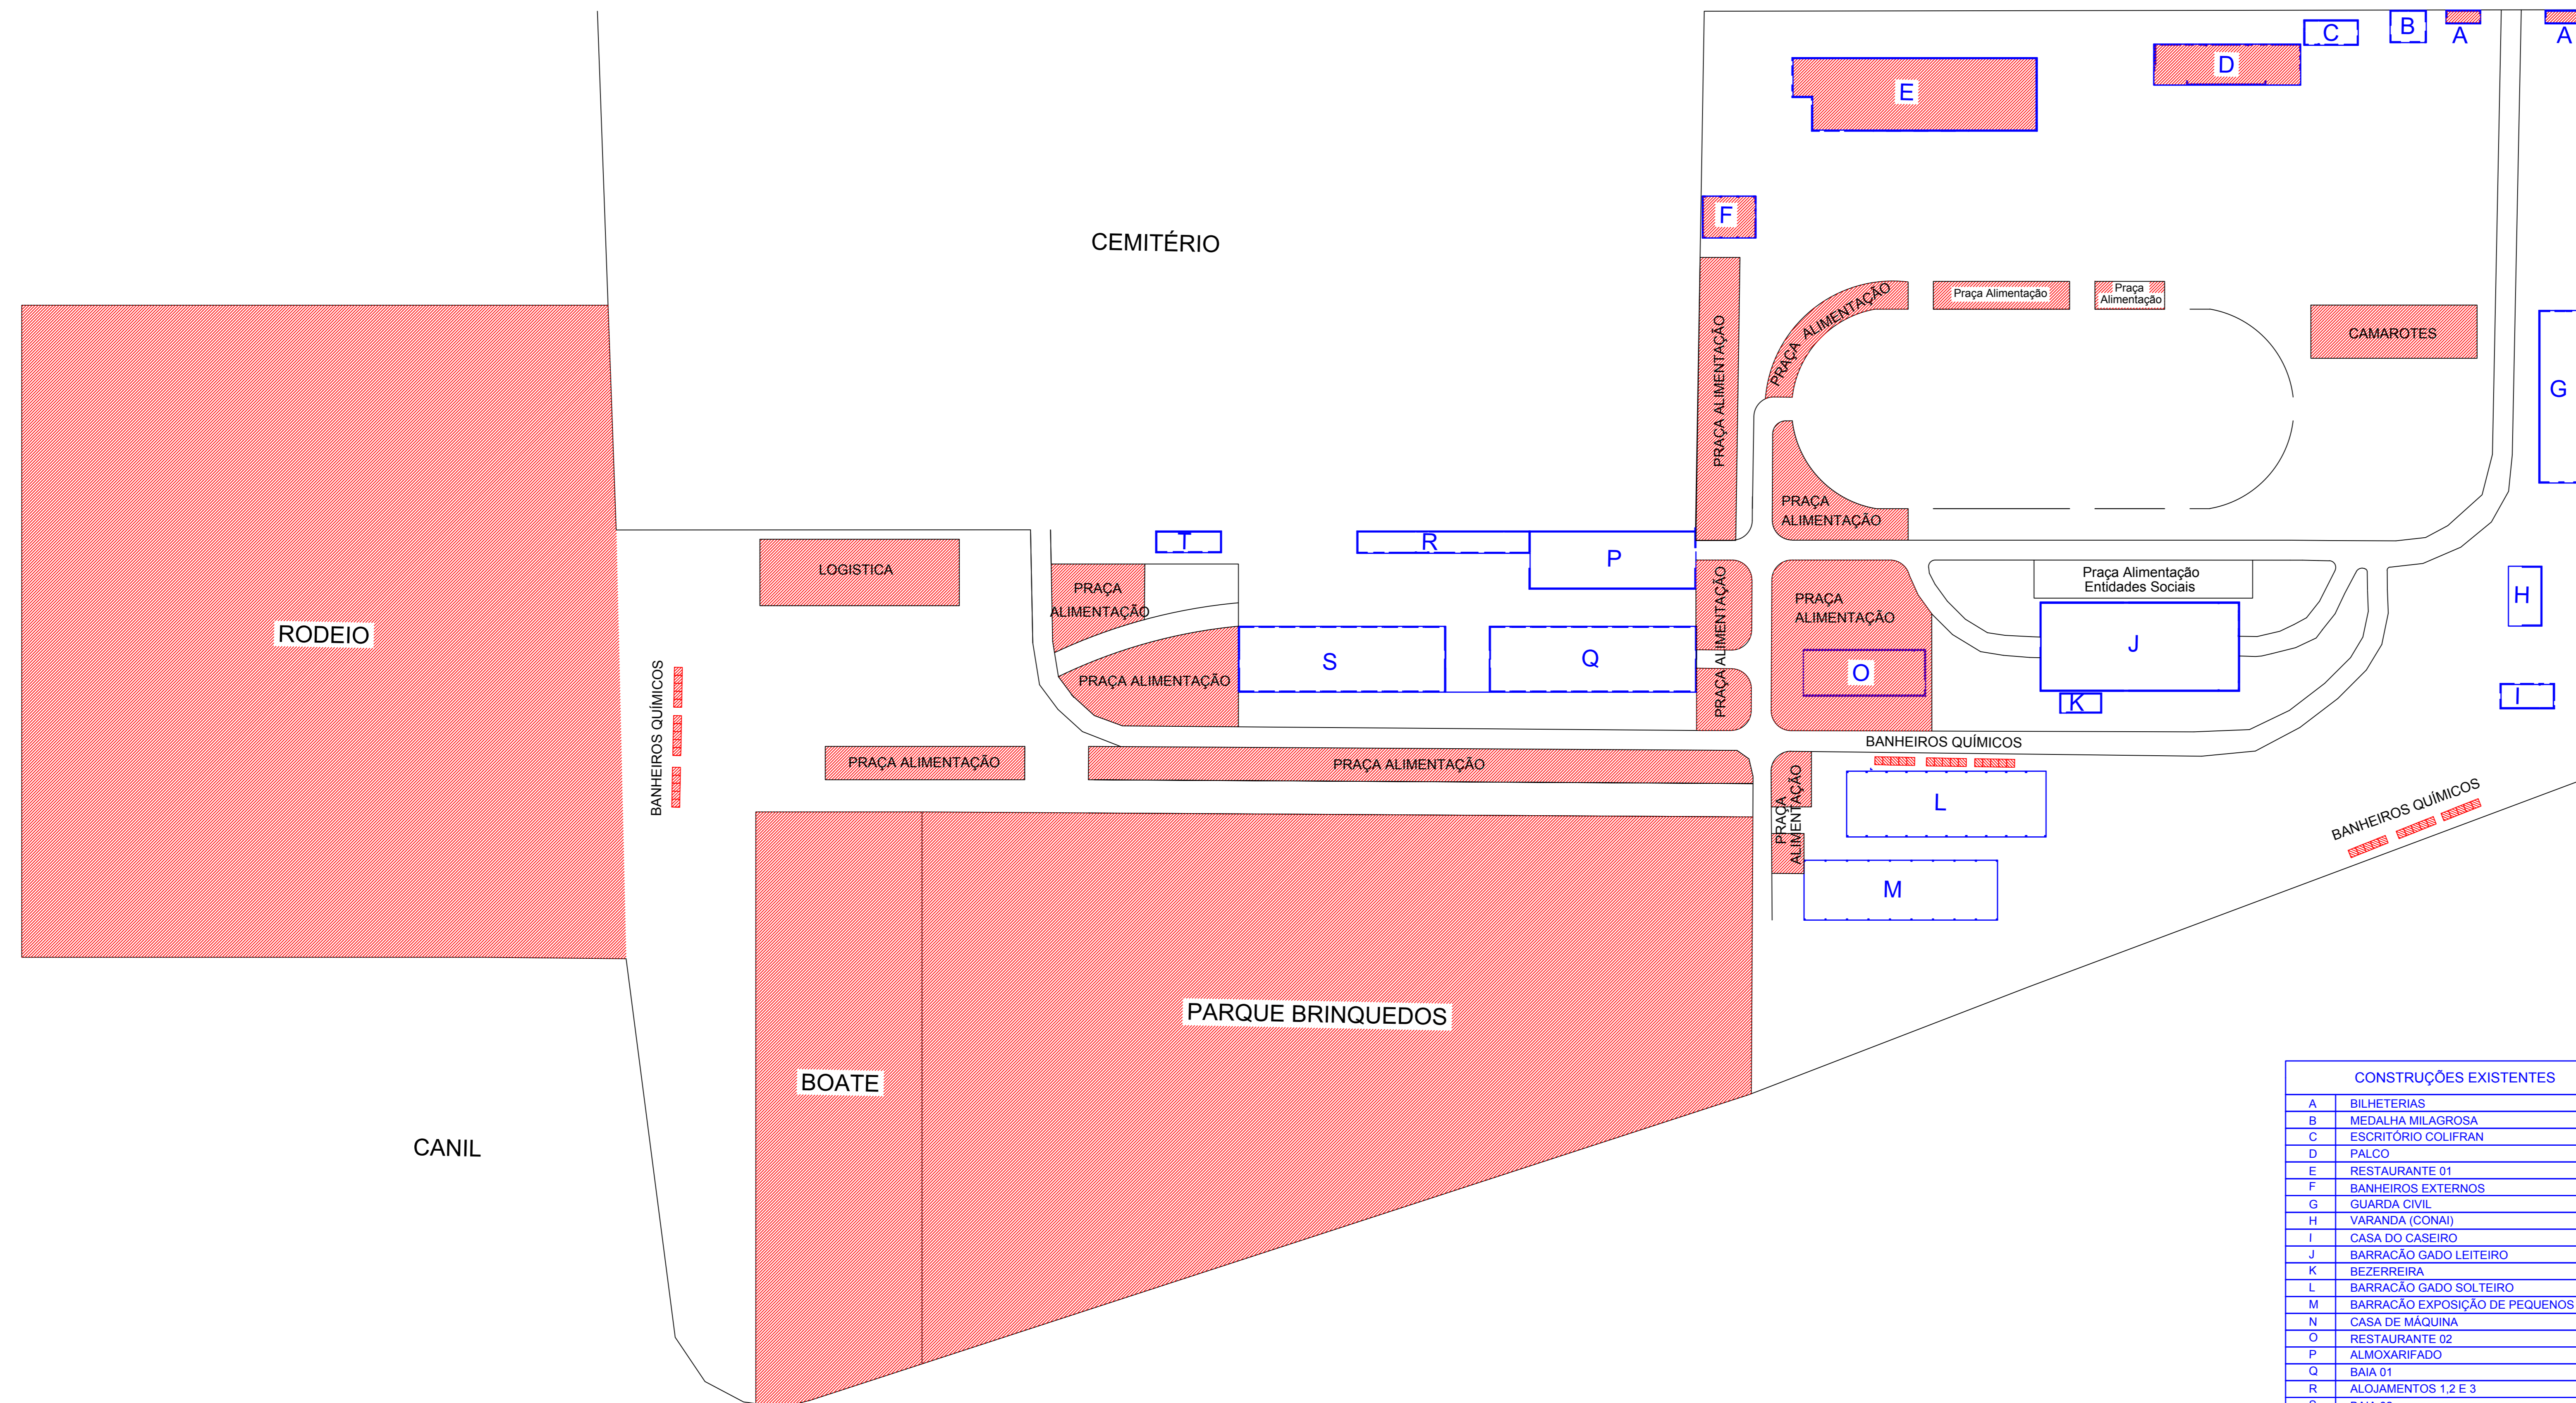 C
B
A
A
D
E
F
CEMITÉRIO
PRAÇA ALIMENTAÇÃO
Praça Alimentação
Praça
Alimentação
CAMAROTES
G
PRAÇA ALIMENTAÇÃO
PRAÇA
ALIMENTAÇÃO
T
R
P
LOGISTICA
PRAÇA
ALIMENTAÇÃO
PRAÇA ALIMENTAÇÃO
PRAÇA
ALIMENTAÇÃO
Praça Alimentação
Entidades Sociais
H
RODEIO
S
Q
O
J
K
I
PRAÇA ALIMENTAÇÃO
BANHEIROS QUÍMICOS
PRAÇA ALIMENTAÇÃO
PRAÇA ALIMENTAÇÃO
BANHEIROS QUÍMICOS
PRAÇA
ALIMENTAÇÃO
L
BANHEIROS QUÍMICOS
M
PARQUE BRINQUEDOS
BOATE
CANIL
CONSTRUÇÕES EXISTENTES
A BILHETERIAS
B MEDALHA MILAGROSA
C ESCRITÓRIO COLIFRAN
D PALCO
E RESTAURANTE 01
F BANHEIROS EXTERNOS
G GUARDA CIVIL
H VARANDA (CONAI)
I CASA DO CASEIRO
J BARRACÃO GADO LEITEIRO
K BEZERREIRA
L BARRACÃO GADO SOLTEIRO
M BARRACÃO EXPOSIÇÃO DE PEQUENOS
N CASA DE MÁQUINA
O RESTAURANTE 02
P ALMOXARIFADO
Q BAIA 01
R ALOJAMENTOS 1,2 E 3